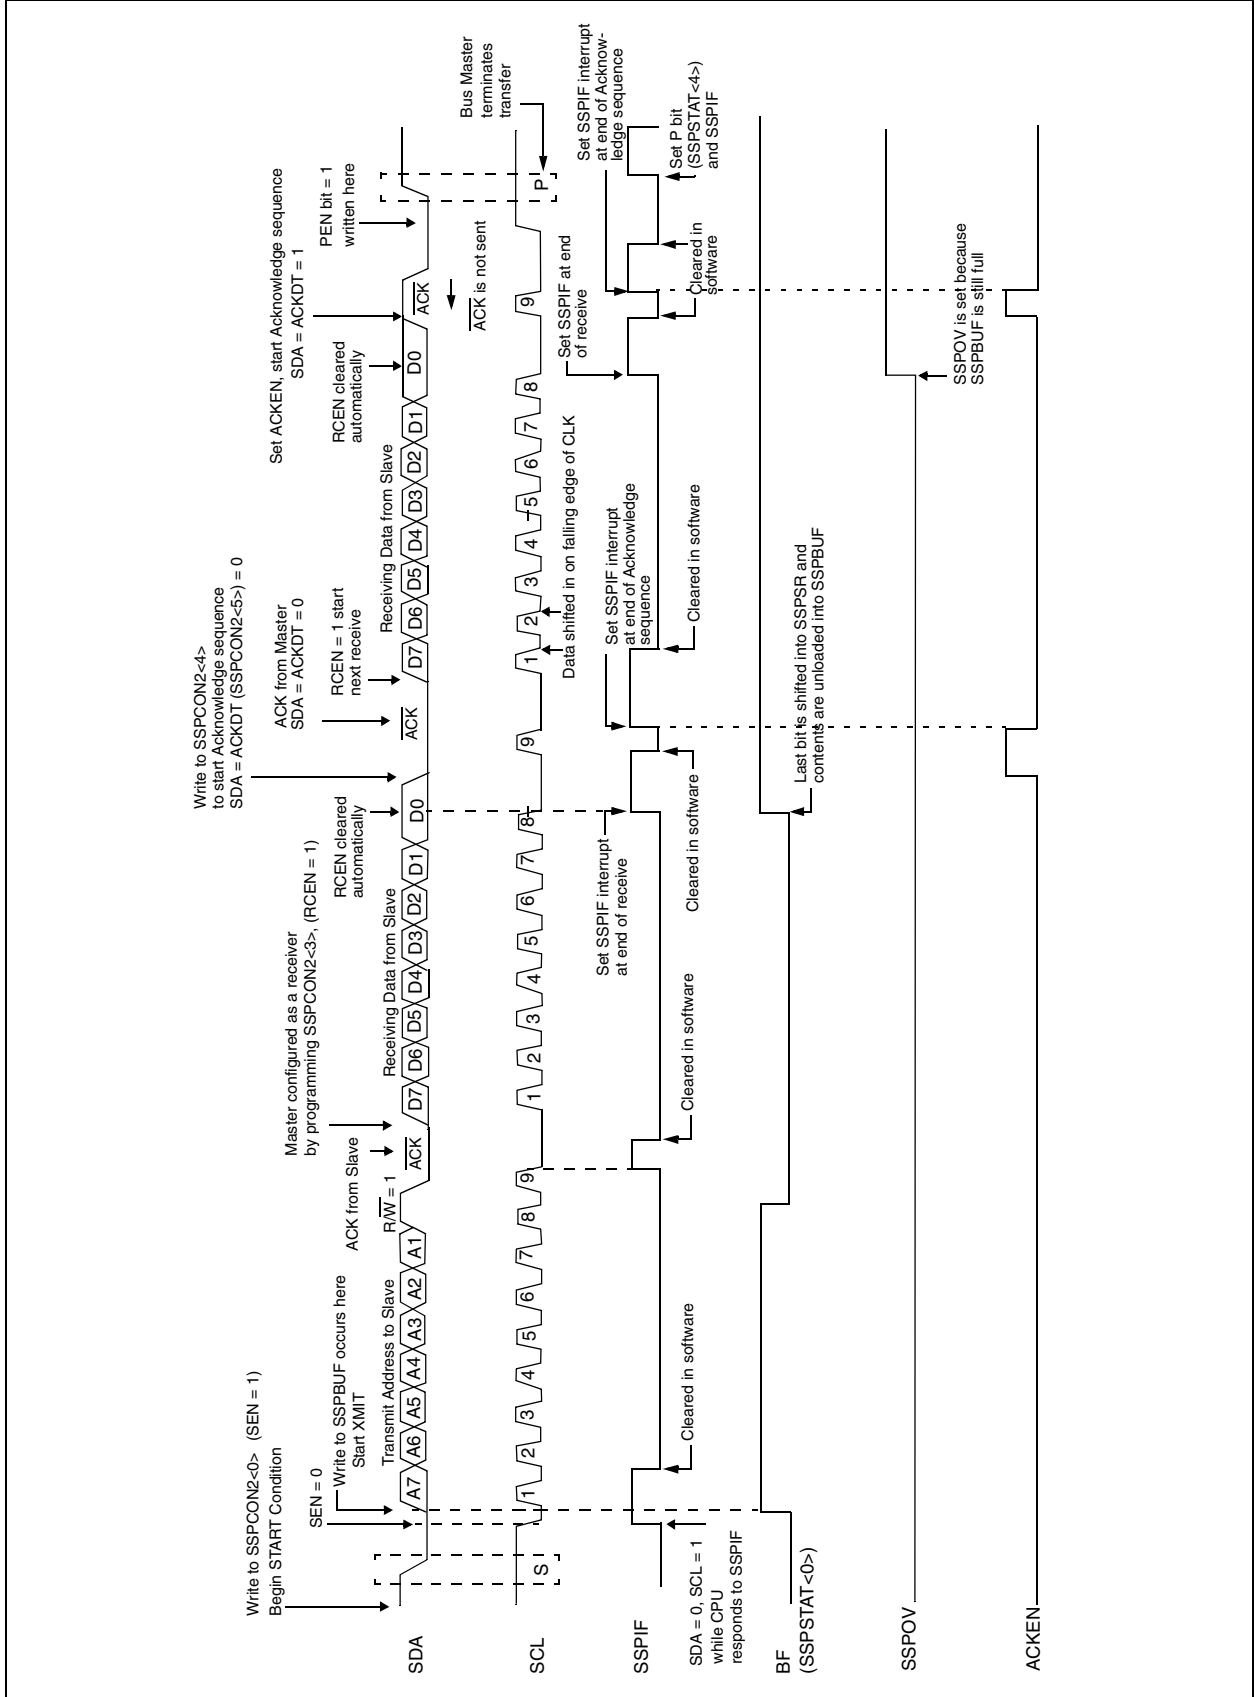 Write to SSPCON2<0> (SEN = 1)
Begin START Condition
SEN = 0
Write to SSPBUF occurs here
Start XMIT
Transmit Address to Slave
R/W = 1
ACK from Slave
Master configured as a receiver
by programming SSPCON2<3>, (RCEN = 1)
Receiving Data from Slave
RCEN cleared
automatically
Write to SSPCON2<4>
to start Acknowledge sequence
SDA = ACKDT (SSPCON2<5>) = 0
ACK from Master
SDA = ACKDT = 0
RCEN = 1 start
next receive
Receiving Data from Slave
RCEN cleared
automatically
Set ACKEN, start Acknowledge sequence
SDA = ACKDT = 1
PEN bit = 1
written here
SDA
A7 A6 A5 A4 A3 A2 A1
ACK
D7 D6 D5 D4 D3 D2 D1 D0
ACK
D7 D6 D5 D4 D3 D2 D1 D0
ACK
ACK is not sent
Bus Master
terminates
transfer
SCL
S
1 2 3 4 5 6 7 8 9
1 2 3 4 5 6 7 8 9
1 2 3 4 5 6 7 8 9
P
Data shifted in on falling edge of CLK
SSPIF
SDA = 0, SCL = 1
while CPU
responds to SSPIF
Cleared in software
Cleared in software
Set SSPIF interrupt
at end of receive
Cleared in software
Set SSPIF interrupt
at end of Acknowledge
sequence
Cleared in software
Set SSPIF at end
of receive
Cleared in
software
Set SSPIF interrupt
at end of Acknow-
ledge sequence
Set P bit
(SSPSTAT<4>)
and SSPIF
BF
(SSPSTAT<0>)
Last bit is shifted into SSPSR and
contents are unloaded into SSPBUF
SSPOV
SSPOV is set because
SSPBUF is still full
ACKEN